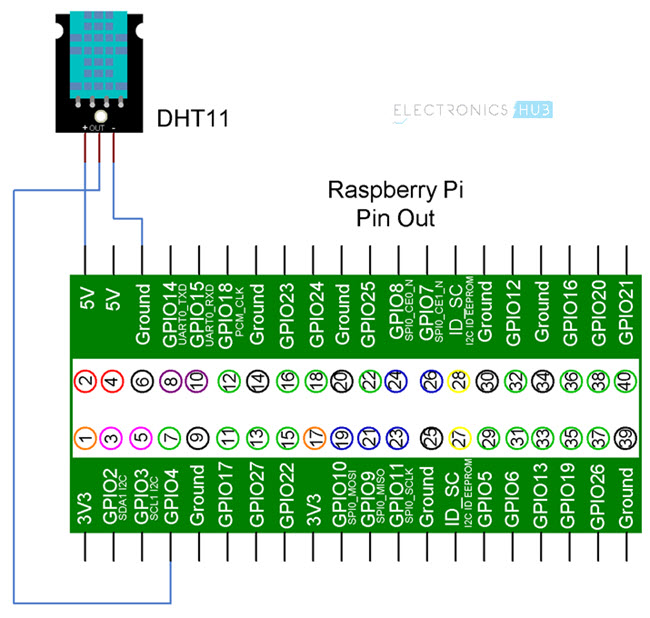 + OUT -
DHT11
ELECTRONICS HUB
Raspberry Pi
Pin Out
5V
5V
Ground
GPIO14
UART0_TXD
GPIO15
UART0_RXD
GPIO18
PCM_CLK
Ground
GPIO23
GPIO24
Ground
GPIO25
GPIO8
SPI0_CE0_N
GPIO7
SPI0_CE1_N
ID_SC
I2C ID EEPROM
Ground
GPIO12
Ground
GPIO16
GPIO20
GPIO21
2 4 6 8 10 12 14 16 18 20 22 24 26 28 30 32 34 36 38 40
1 3 5 7 9 11 13 15 17 19 21 23 25 27 29 31 33 35 37 39
3V3
GPIO2
SDA1 I2C
GPIO3
SCL1 I2C
GPIO4
Ground
GPIO17
GPIO27
GPIO22
3V3
GPIO10
SPI0_MOSI
GPIO9
SPI0_MISO
GPIO11
SPI0_SCLK
Ground
ID_SC
I2C ID EEPROM
GPIO5
GPIO6
GPIO13
GPIO19
GPIO26
Ground